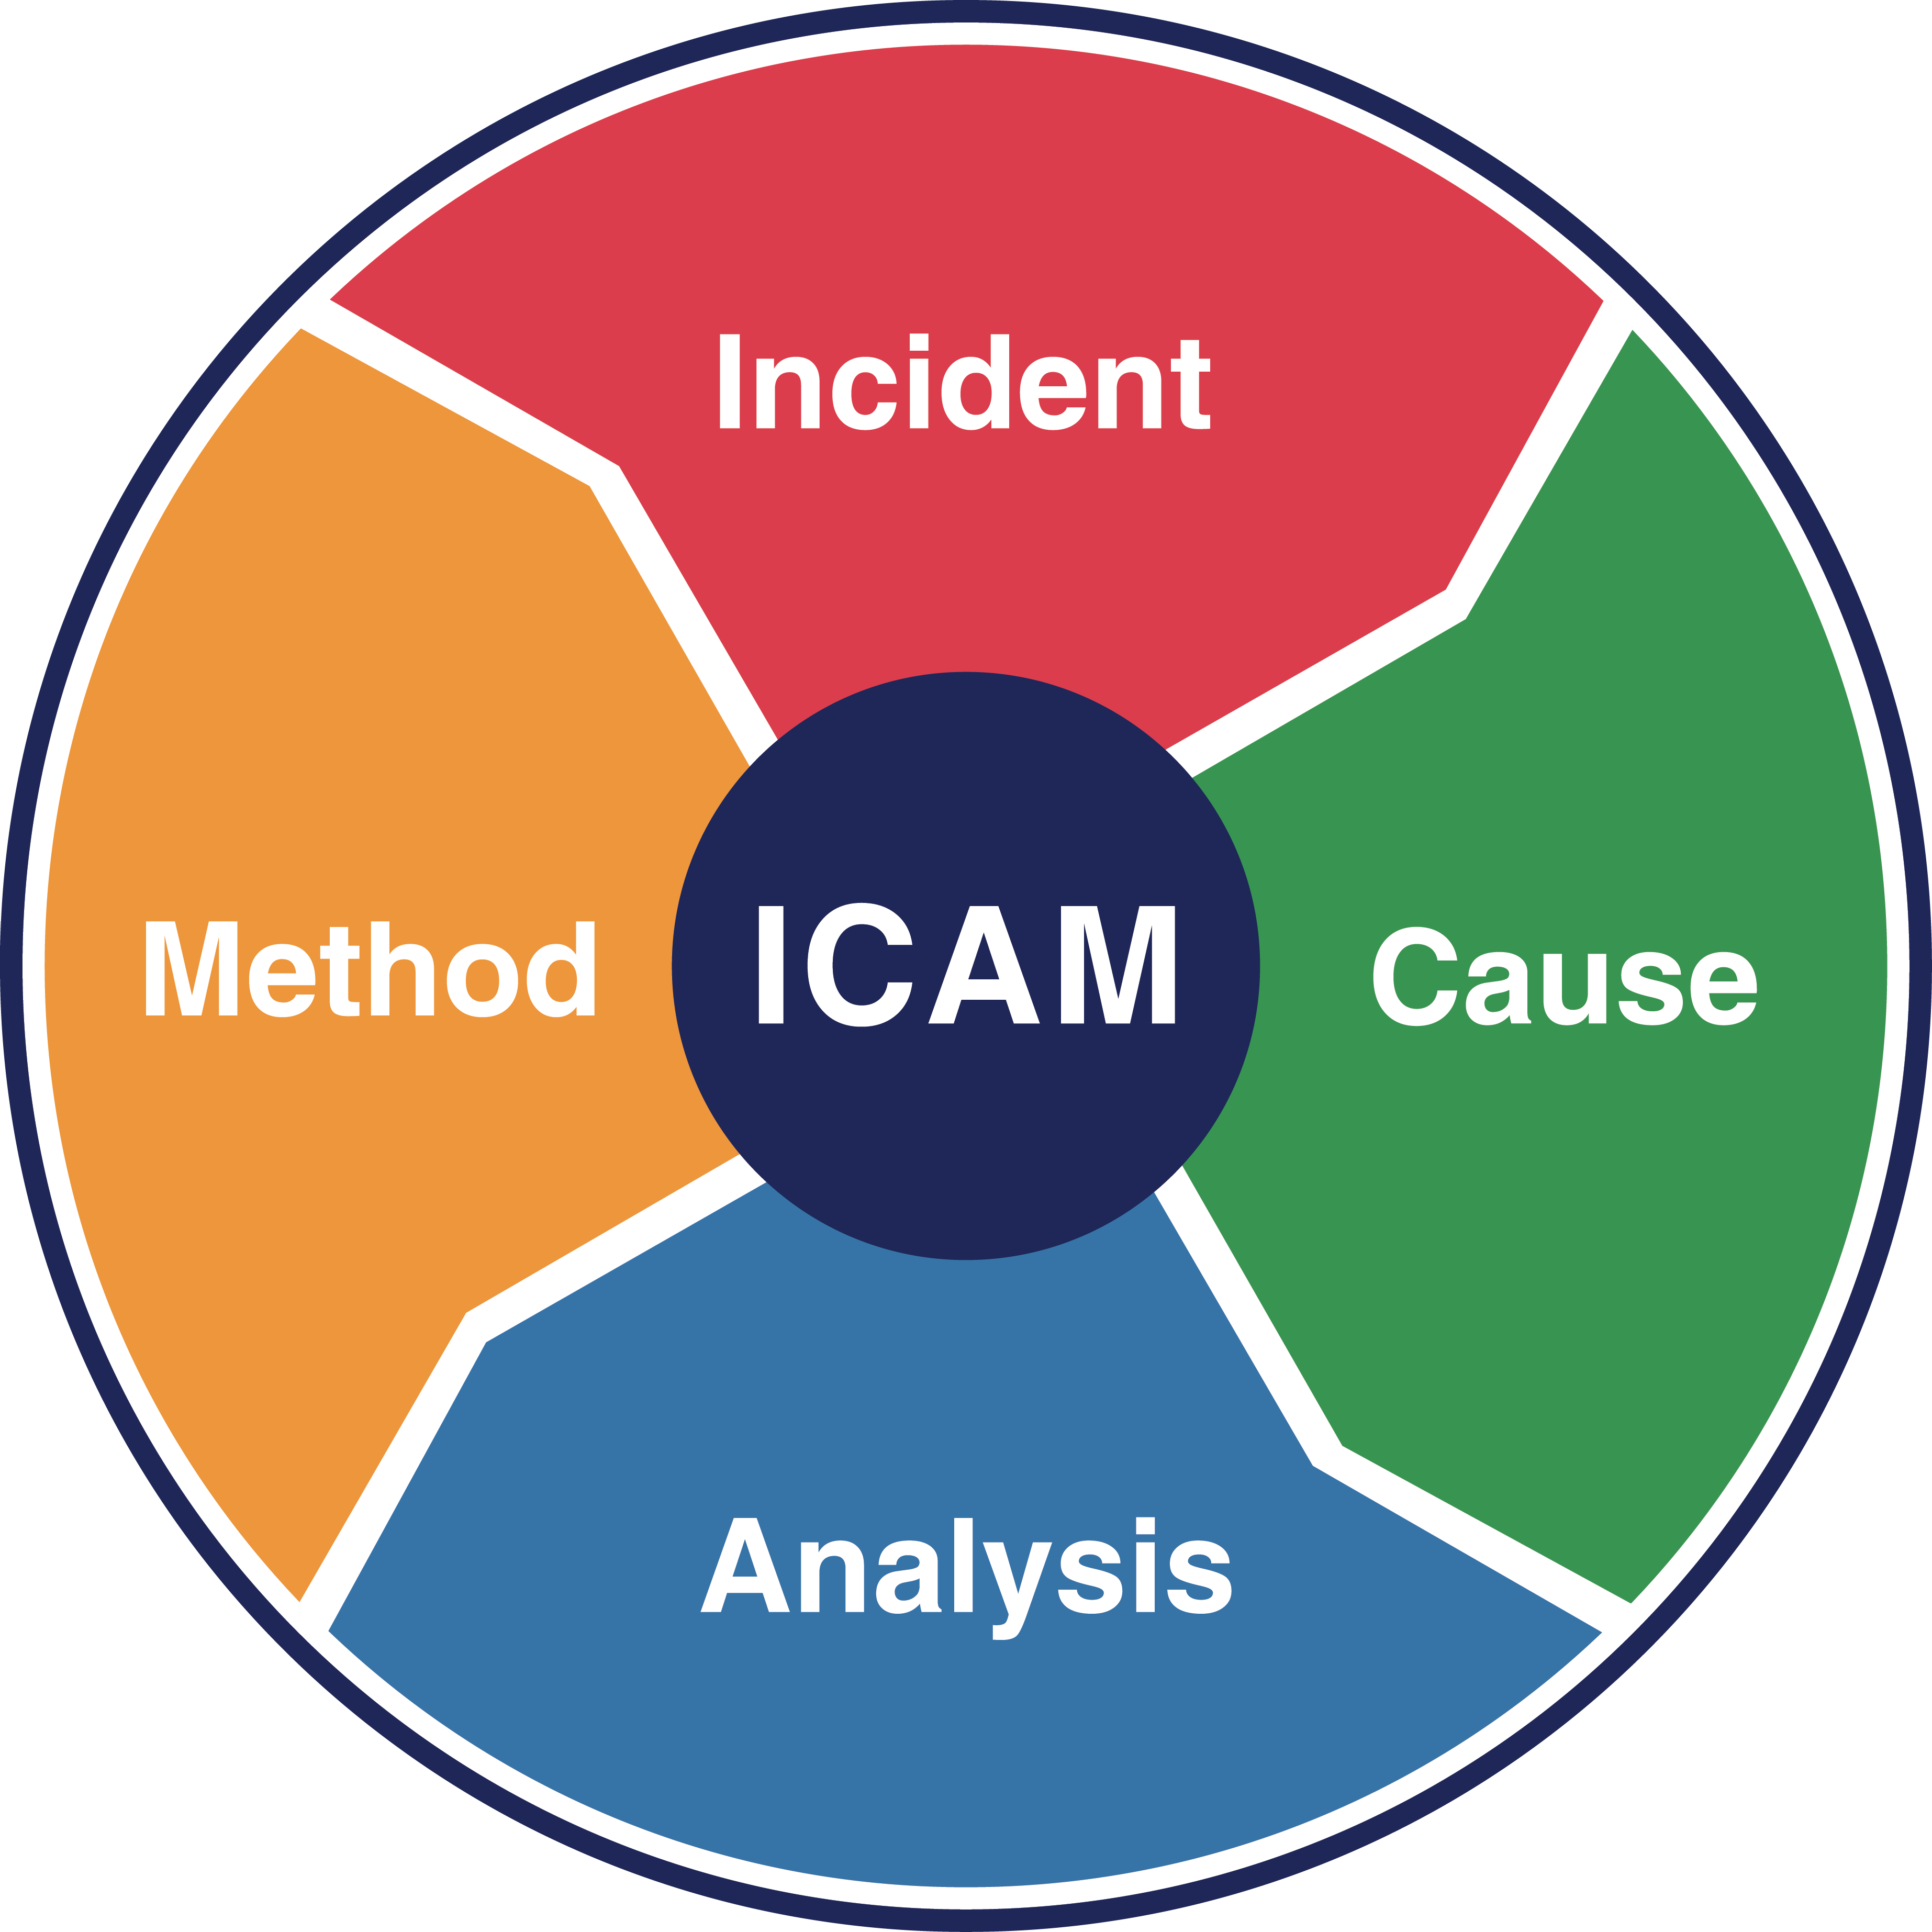 Incident
Method
ICAM
Cause
Analysis